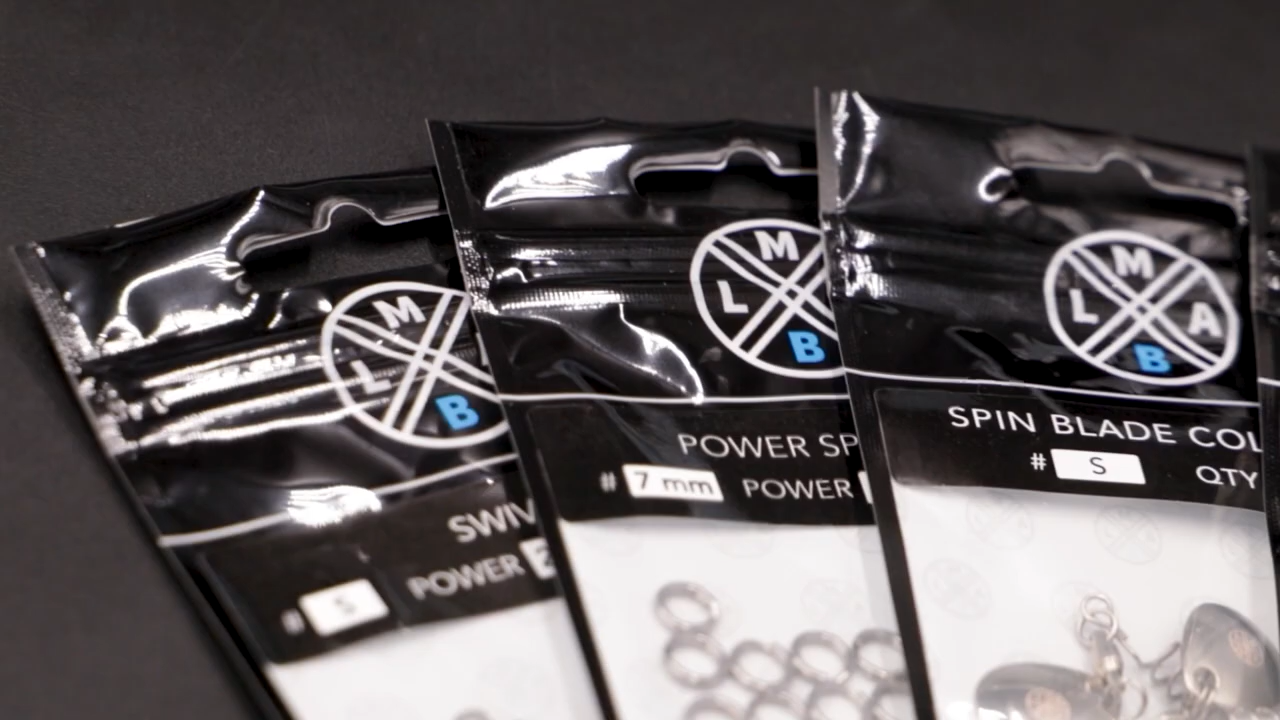 M
L
B
SWIV
# S POWER
M
L
B
POWER SP
# 7 mm POWER
M
L A
B
SPIN BLADE COL
# S QTY